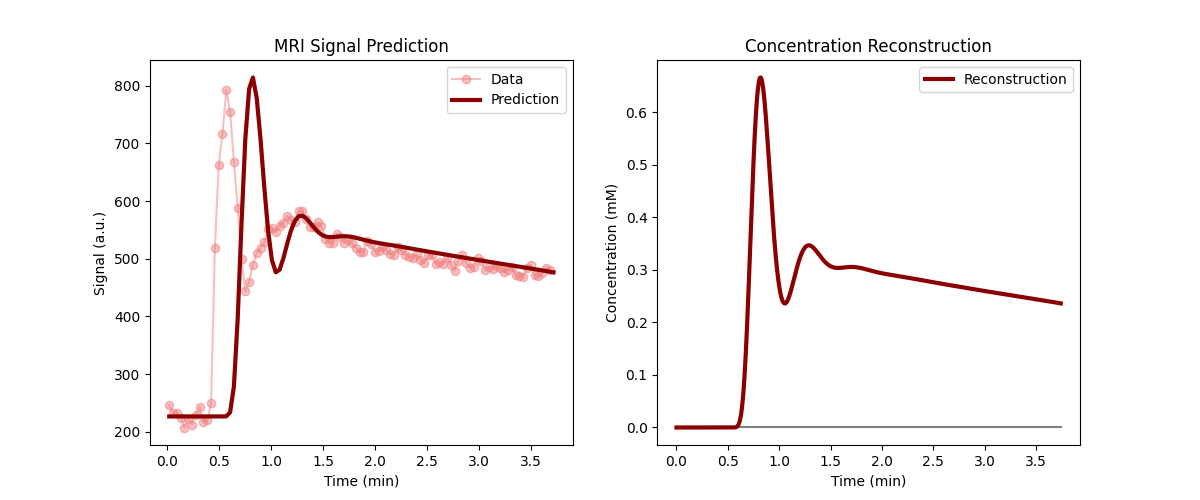 MRI Signal Prediction
Data
Prediction
Signal (a.u.)
800
700
600
500
400
300
200
0.0 0.5 1.0 1.5 2.0 2.5 3.0 3.5
Time (min)
Concentration Reconstruction
Reconstruction
Concentration (mM)
0.6
0.5
0.4
0.3
0.2
0.1
0.0
0.0 0.5 1.0 1.5 2.0 2.5 3.0 3.5
Time (min)